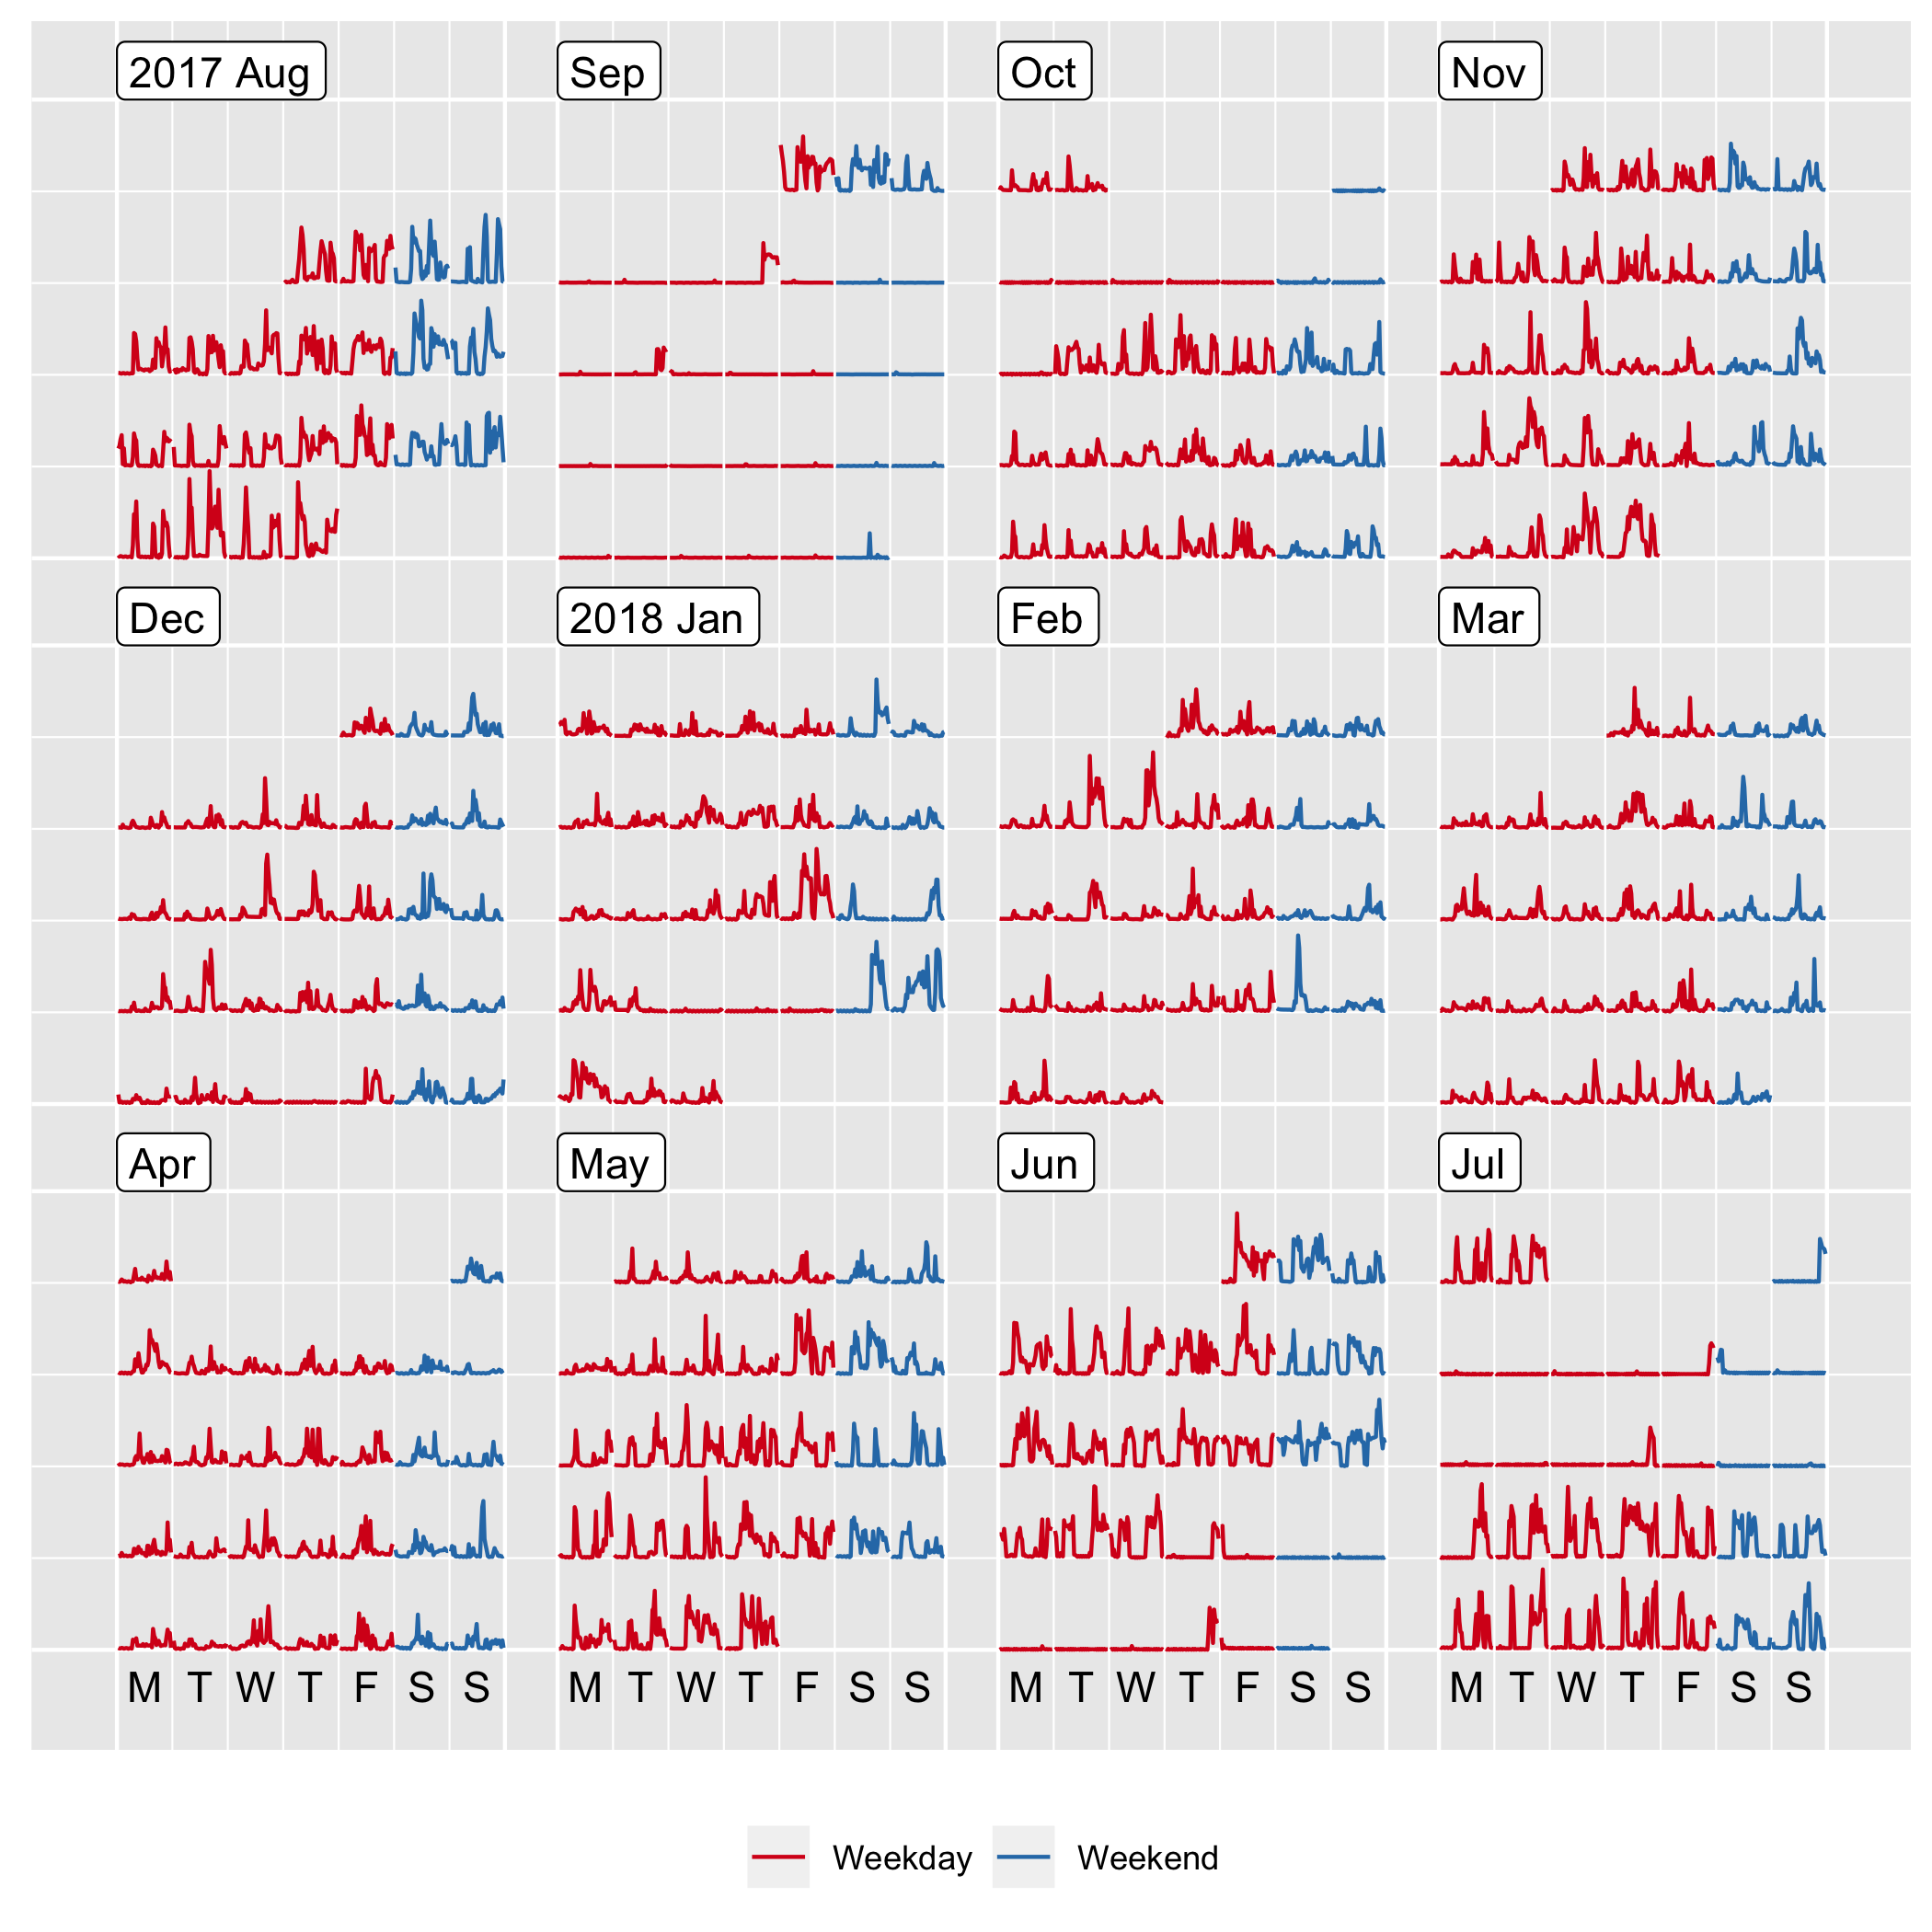 2017 Aug Sep Oct Nov
Dec 2018 Jan Feb Mar
Apr May Jun Jul
M T W T F S S M T W T F S S M T W T F S S M T W T F S S
Weekday Weekend